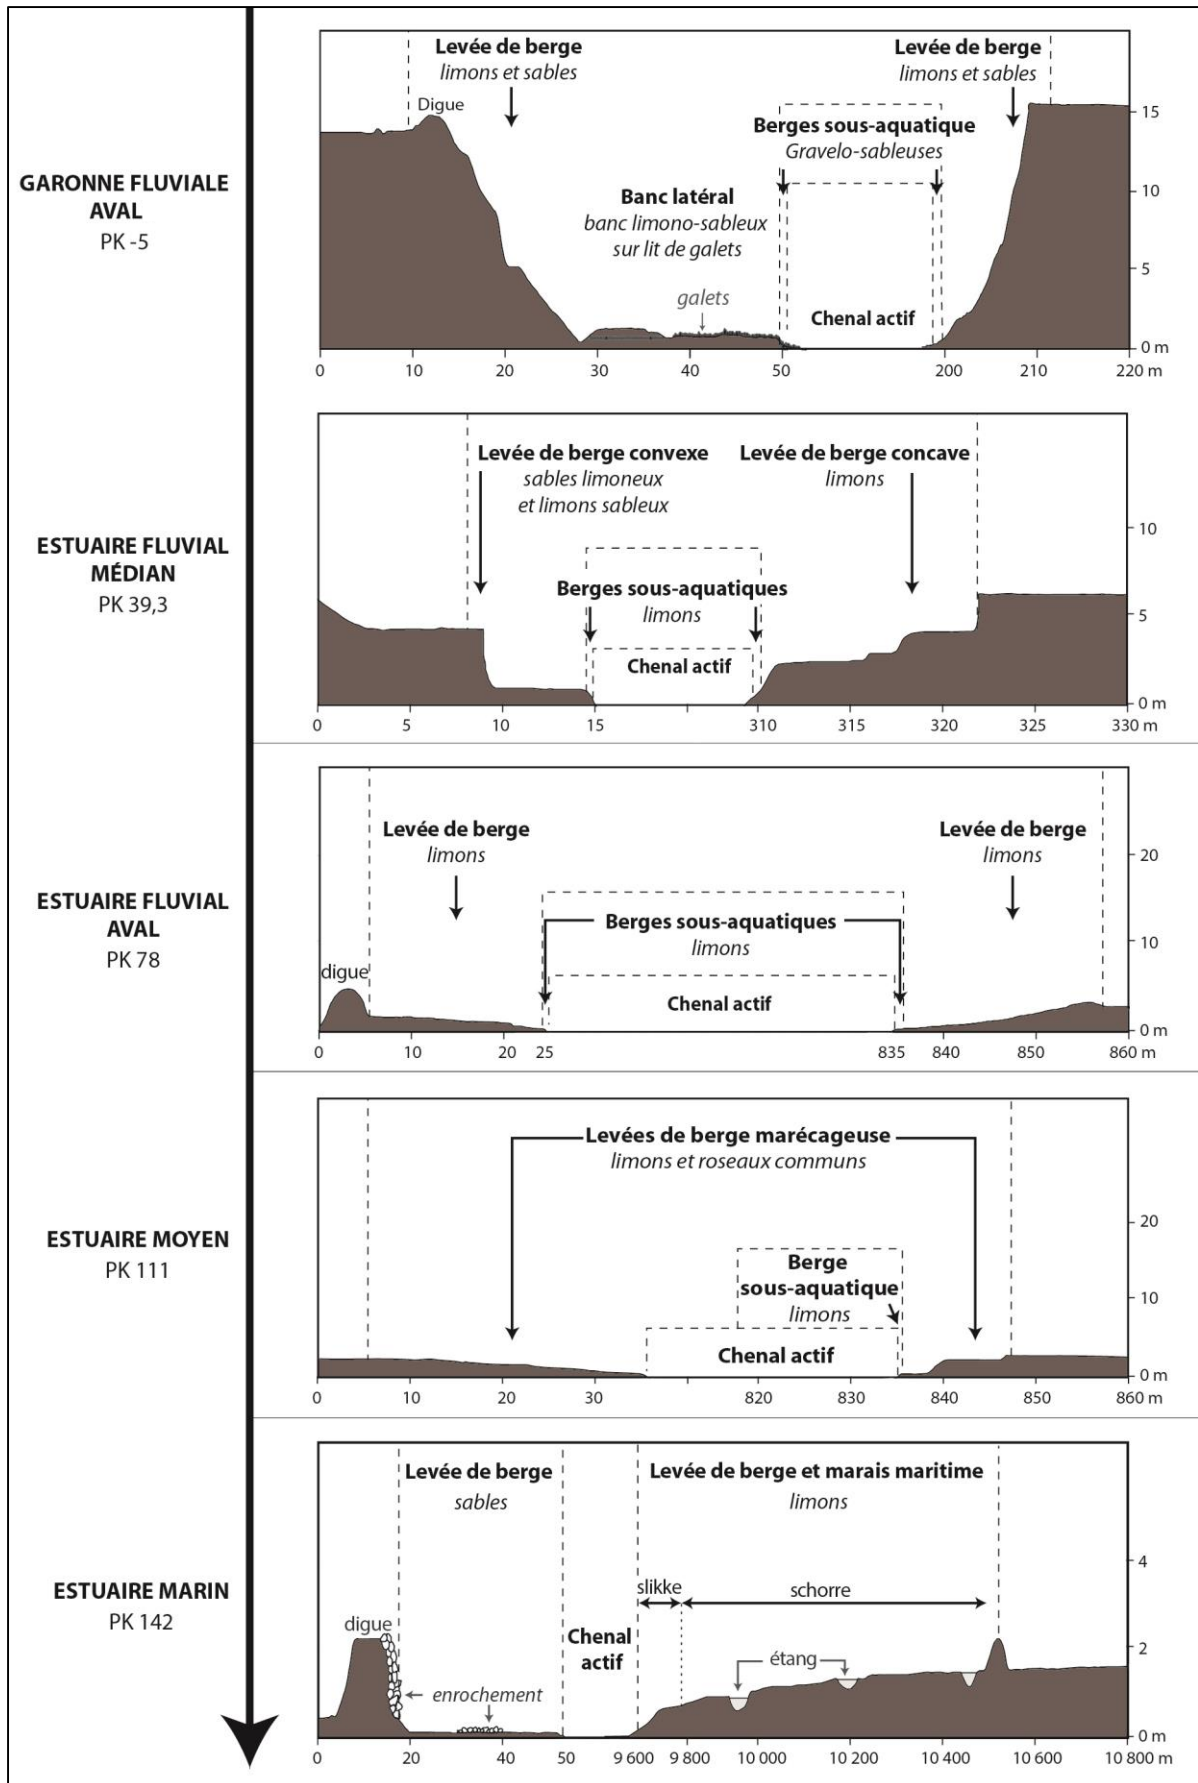 GARONNE FLUVIALE
AVAL
PK -5
Levée de berge
limons et sables
Digue
Levée de berge
limons et sables
Berges sous-aquatique
Gravelo-sableuses
Banc latéral
banc limono-sableux
sur lit de galets
galets
Chenal actif
15
10
5
0 m
0 10 20 30 40 50 200 210 220 m
ESTUAIRE FLUVIAL
MÉDIAN
PK 39,3
Levée de berge convexe
sables limoneux
et limons sableux
Levée de berge concave
limons
Berges sous-aquatiques
limons
Chenal actif
10
5
0 m
0 5 10 15 310 315 320 325 330 m
ESTUAIRE FLUVIAL
AVAL
PK 78
Levée de berge
limons
Levée de berge
limons
Berges sous-aquatiques
limons
digue
Chenal actif
20
10
0 m
0 10 20 25 835 840 850 860 m
ESTUAIRE MOYEN
PK 111
Levées de berge marécageuse
limons et roseaux communs
Berge
sous-aquatique
limons
Chenal actif
20
10
0 m
0 10 20 30 820 830 840 850 860 m
ESTUAIRE MARIN
PK 142
Levée de berge
sables
Levée de berge et marais maritime
limons
slikke
schorre
digue
Chenal
actif
étang
enrochement
4
2
0 m
0 20 40 50 9 600 9 800 10 000 10 200 10 400 10 600 10 800 m